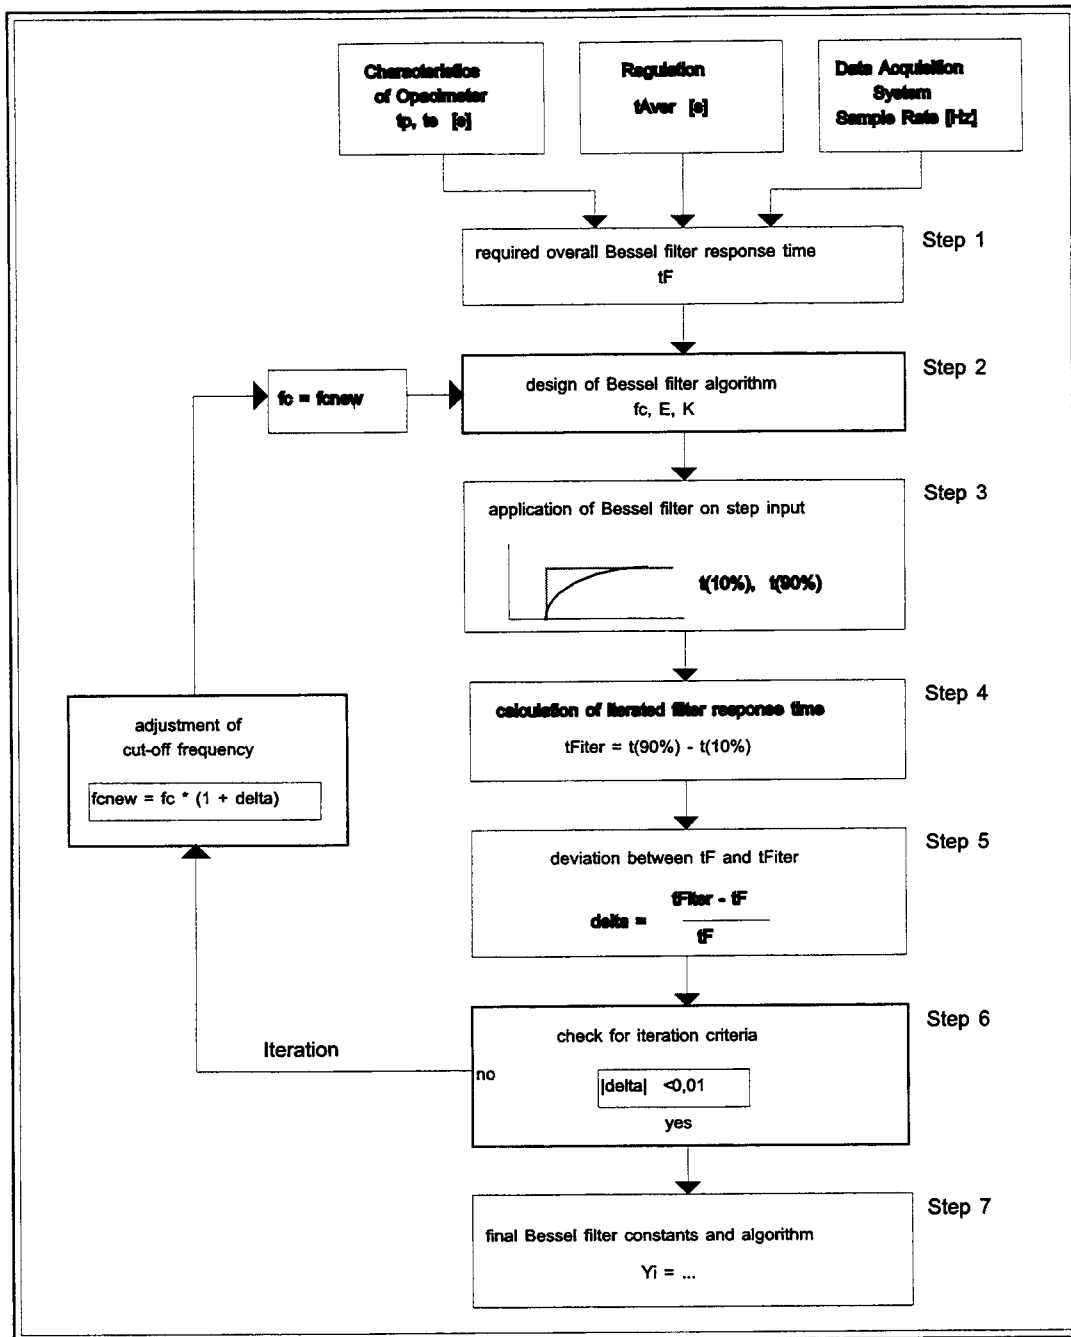 Characteristics
of Opacimeter
tp, te [s]
Regulation
tAver [s]
Data Acquisition
System
Sample Rate [Hz]
Step 1
required overall Bessel filter response time
tF
Step 2
design of Bessel filter algorithm
fc, E, K
fc = fcnew
Step 3
application of Bessel filter on step input
t(10%), t(90%)
Step 4
calculation of iterated filter response time
tFiter = t(90%) - t(10%)
adjustment of
cut-off frequency
fcnew = fc * (1 + delta)
Step 5
deviation between tF and tFiter
delta = tFiter - tF
tF
Step 6
check for iteration criteria
Iteration
no
|delta| <0,01
yes
Step 7
final Bessel filter constants and algorithm
Yi = ...